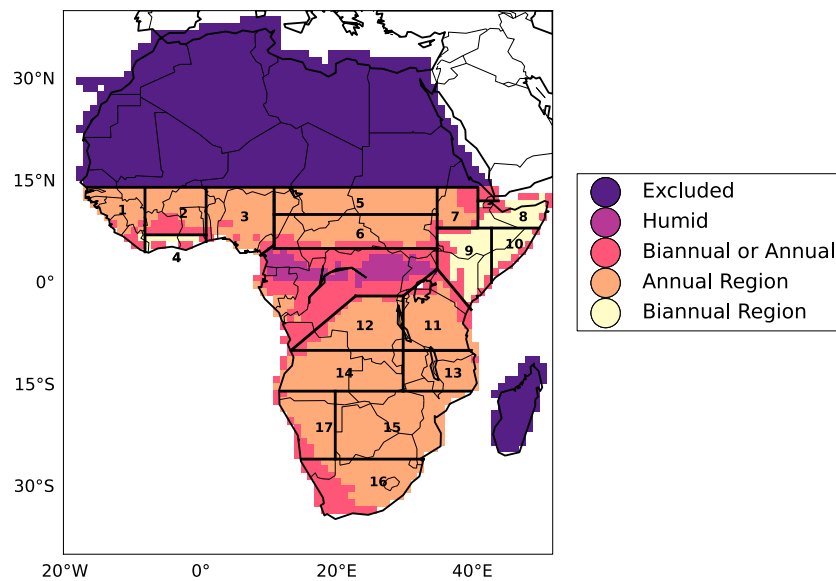 30°N
15°N
0°
15°S
30°S
20°W
0°
20°E
40°E
1
2
3
4
5
6
7
8
9
10
11
12
13
14
15
16
17
Excluded
Humid
Biannual or Annual
Annual Region
Biannual Region